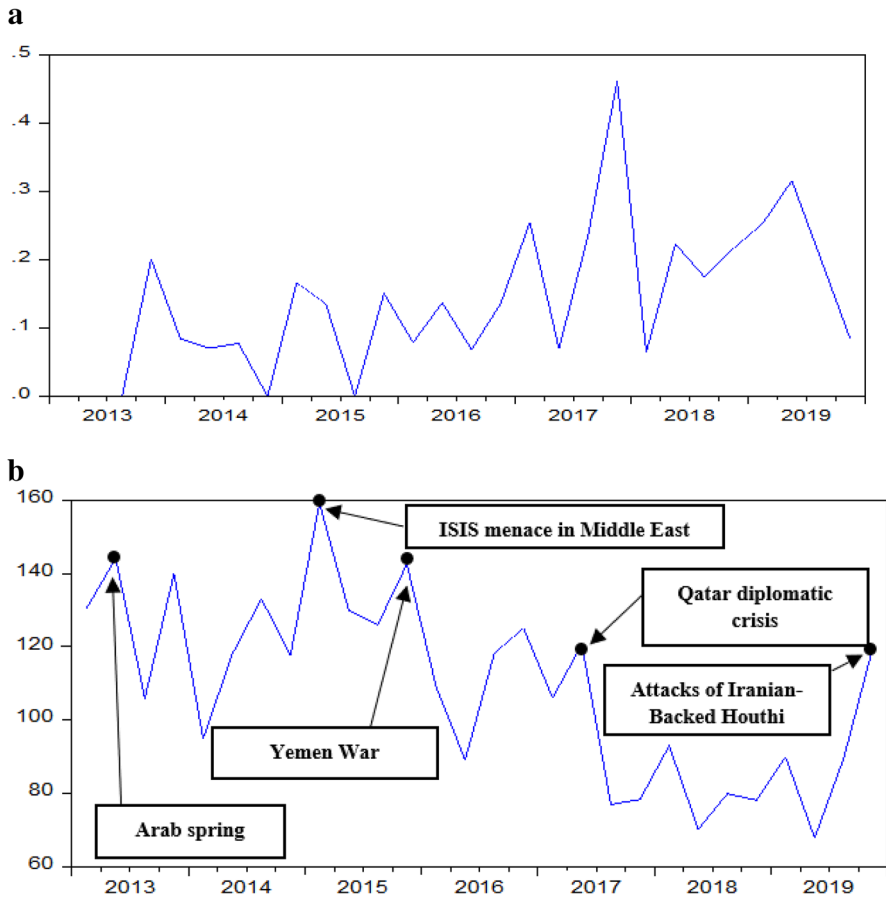 a
.5
.4
.3
.2
.1
.0
2013 2014 2015 2016 2017 2018 2019
b
160
140
120
100
80
60
ISIS menace in Middle East
Qatar diplomatic
crisis
Attacks of Iranian-
Backed Houthi
Yemen War
Arab spring
2013 2014 2015 2016 2017 2018 2019